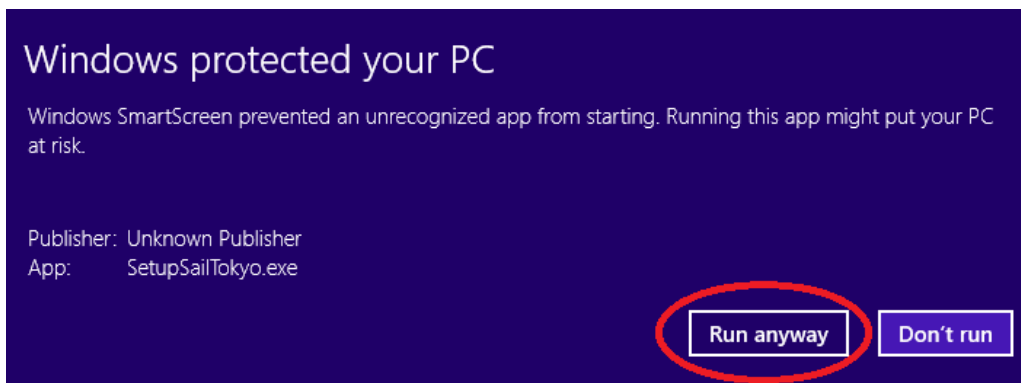 Windows protected your PC
Windows SmartScreen prevented an unrecognized app from starting. Running this app might put your PC
at risk.
Publisher: Unknown Publisher
App: SetupSailTokyo.exe
Run anyway Don't run